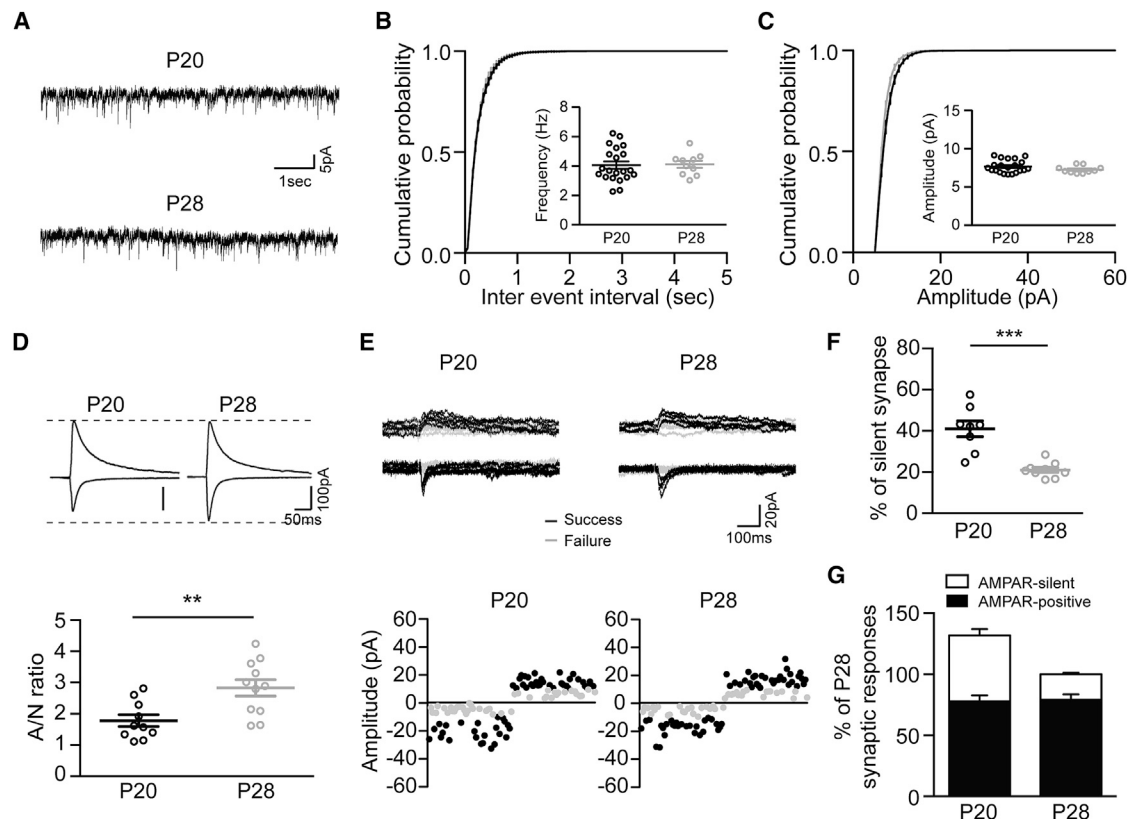 A
P20
5pA
1sec
P28
B
Cumulative probability
1.0
0.5
0.0
0 1 2 3 4 5
Inter event interval (sec)
Frequency (Hz)
8
6
4
2
0
P20 P28
C
Cumulative probability
1.0
0.5
0.0
0 20 40 60
Amplitude (pA)
Amplitude (pA)
15
10
5
0
P20 P28
D
P20 P28
100pA
50ms
**
A/N ratio
5
4
3
2
1
0
P20 P28
E
P20 P28
Success
Failure
20pA
100ms
P20 P28
Amplitude (pA)
60
40
20
0
-20
-40
-60
60
40
20
0
-20
-40
-60
F
***
% of silent synapse
80
60
40
20
0
P20 P28
G
AMPAR-silent
AMPAR-positive
% of P28
synaptic responses
150
100
50
0
P20 P28